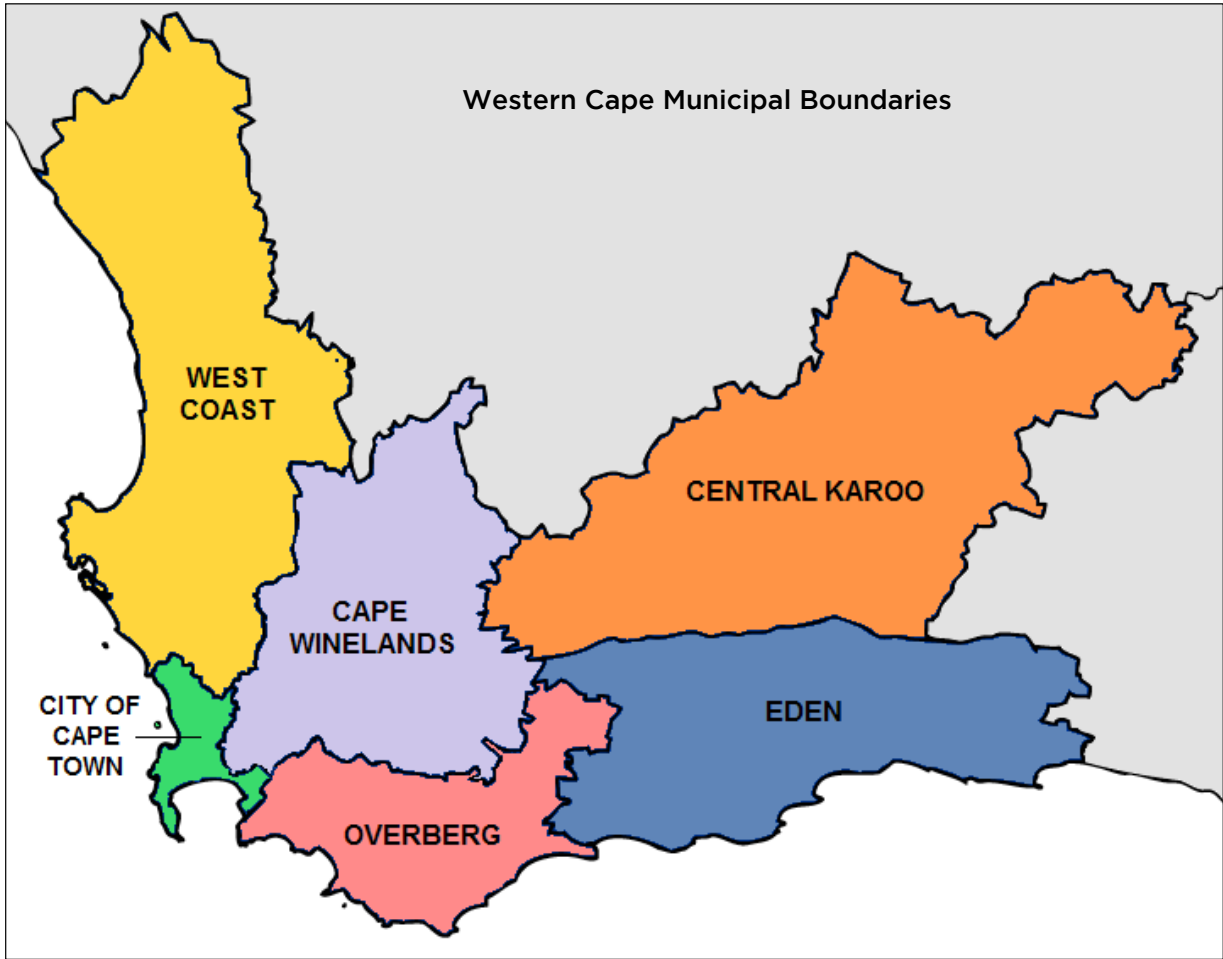 Western Cape Municipal Boundaries
WEST
COAST
CENTRAL KAROO
CAPE
WINELANDS
CITY OF
CAPE
TOWN
EDEN
OVERBERG